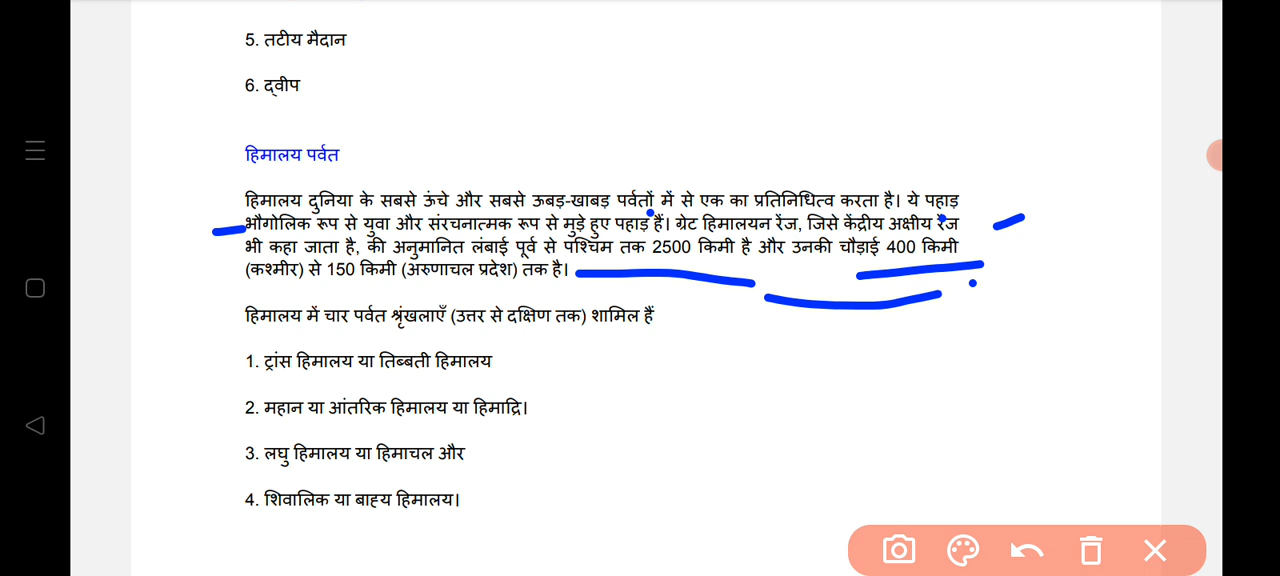 5. तटीय मैदान
6. द्वीप
हिमालय पर्वत
हिमालय दुनिया के सबसे ऊंचे और सबसे ऊबड़-खाबड़ पर्वतों में से एक का प्रतिनिधित्व करता है। ये पहाड़
भौगोलिक रूप से युवा और संरचनात्मक रूप से मुड़े हुए पहाड़ हैं। ग्रेट हिमालयन रेंज, जिसे केंद्रीय अक्षीय रेंज
भी कहा जाता है, की अनुमानित लंबाई पूर्व से पश्चिम तक 2500 किमी है और उनकी चौड़ाई 400 किमी
(कश्मीर) से 150 किमी (अरुणाचल प्रदेश) तक है।
हिमालय में चार पर्वत श्रृंखलाएँ (उत्तर से दक्षिण तक) शामिल हैं
1. ट्रांस हिमालय या तिब्बती हिमालय
2. महान या आंतरिक हिमालय या हिमाद्रि।
3. लघु हिमालय या हिमाचल और
4. शिवालिक या बाह्य हिमालय।